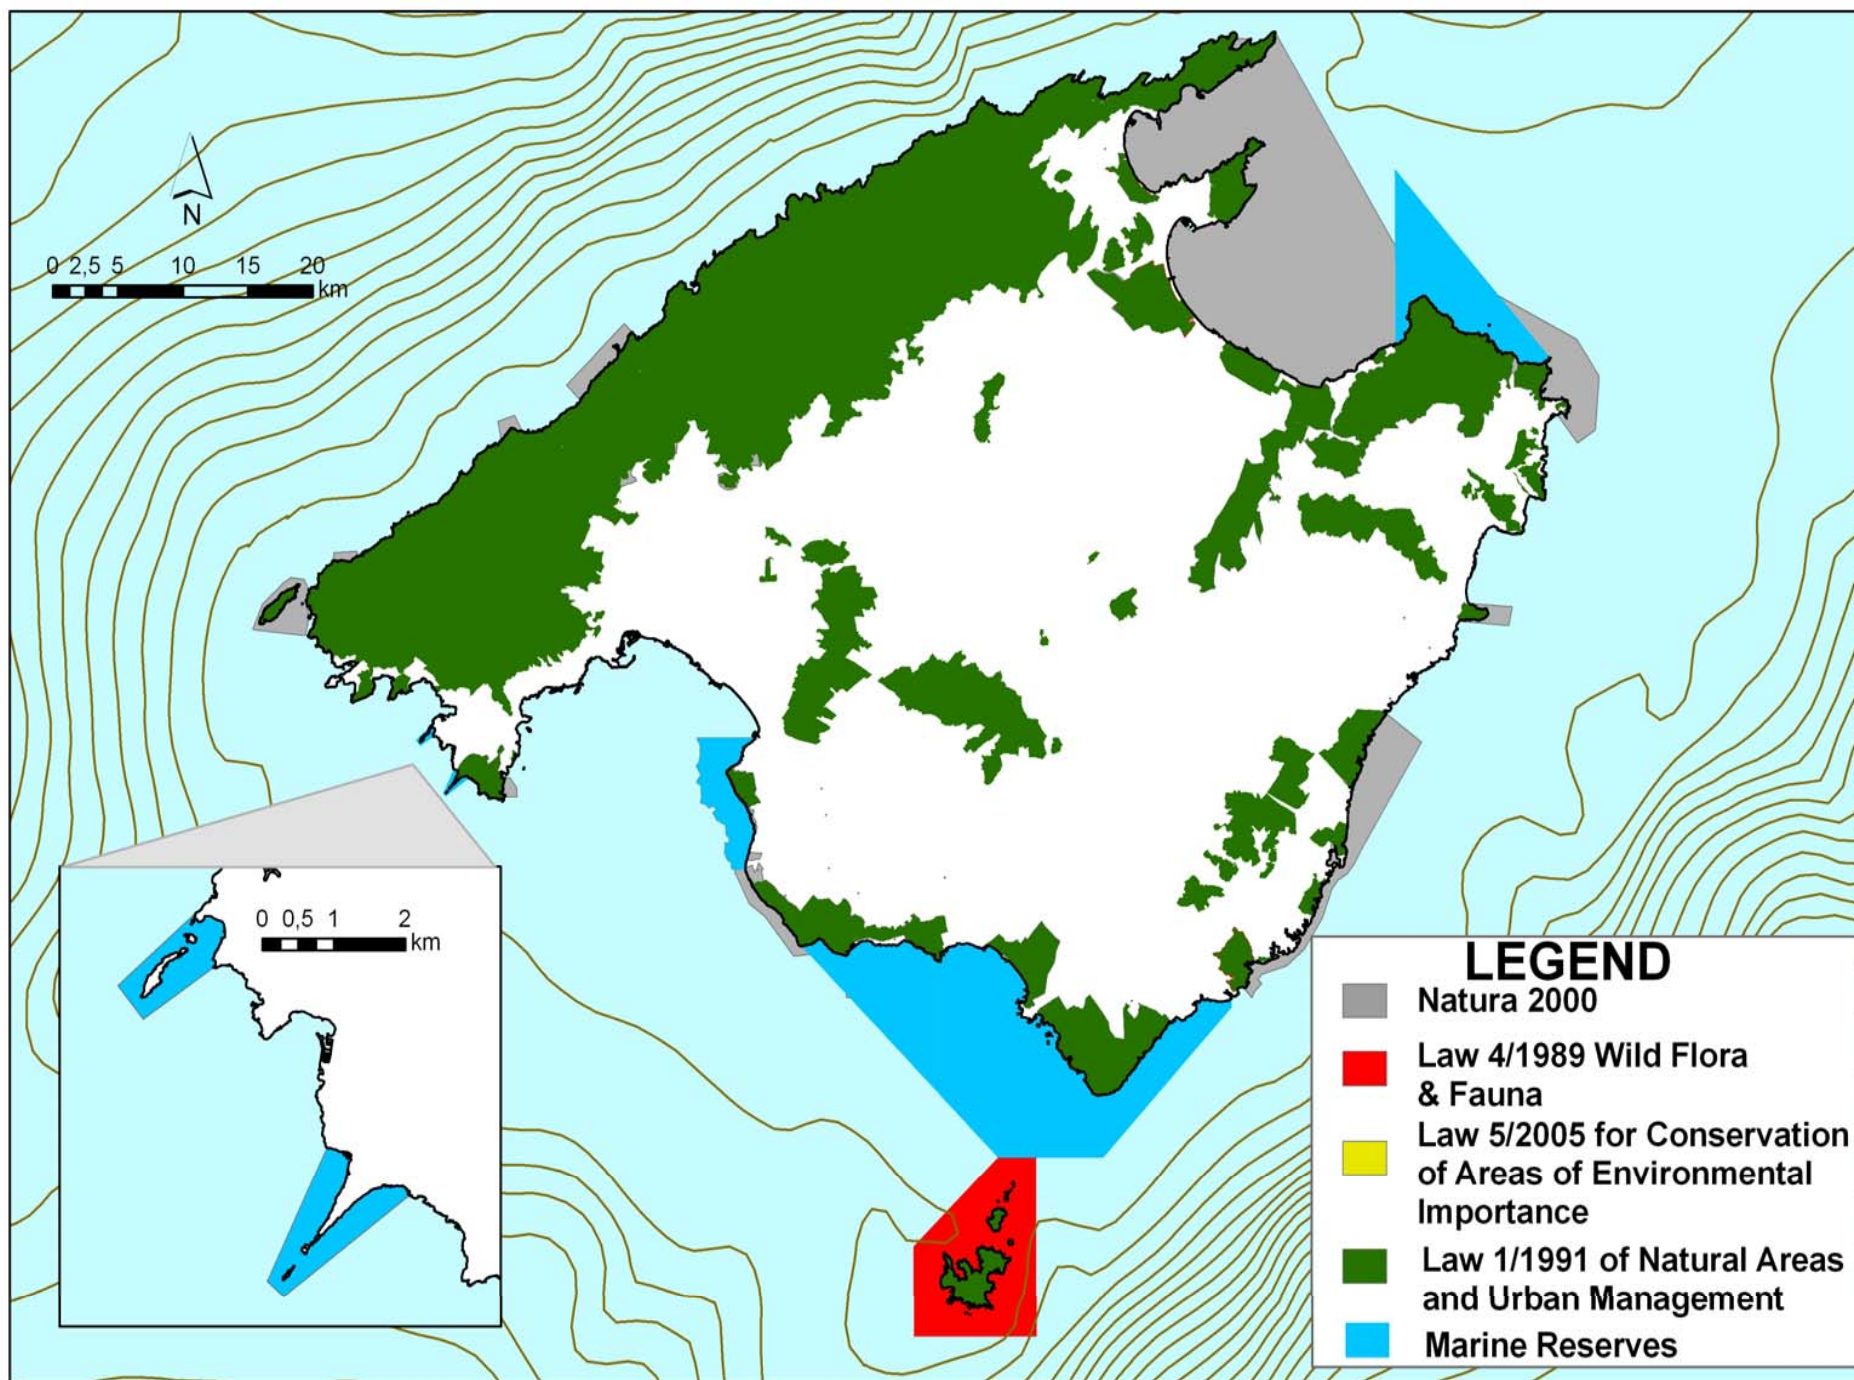 N
0 2,5 5 10 15 20
km
0 0,5 1 2
km
LEGEND
Natura 2000
Law 4/1989 Wild Flora
& Fauna
Law 5/2005 for Conservation
of Areas of Environmental
Importance
Law 1/1991 of Natural Areas
and Urban Management
Marine Reserves